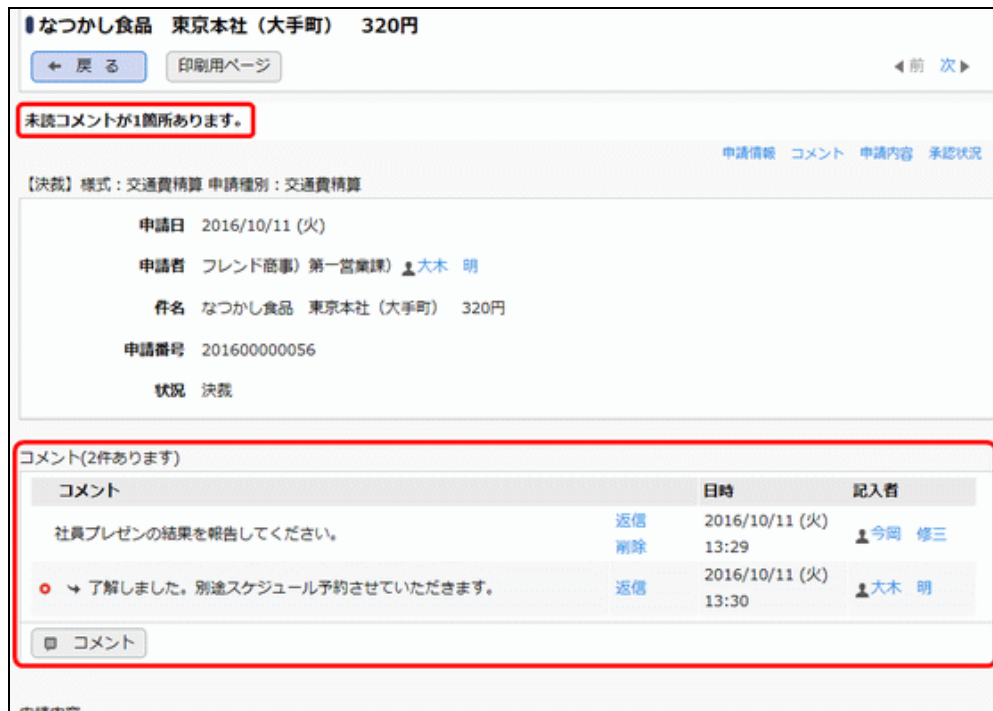 なつかし食品　東京本社（大手町）　320円
戻る　印刷用ページ　前　次
未読コメントが1箇所あります。
申請情報　コメント　申請内容　承認状況
【決裁】様式：交通費精算 申請種別：交通費精算
申請日　2016/10/11 (火)
申請者　フレンド商事）第一営業課）大木　明
件名　なつかし食品　東京本社（大手町）　320円
申請番号　201600000056
状況　決裁
コメント(2件あります)
コメント　日時　記入者
社員プレゼンの結果を報告してください。　返信　削除　2016/10/11 (火) 13:29　今岡　修三
了解しました。別途スケジュール予約させていただきます。　返信　2016/10/11 (火) 13:30　大木　明
コメント